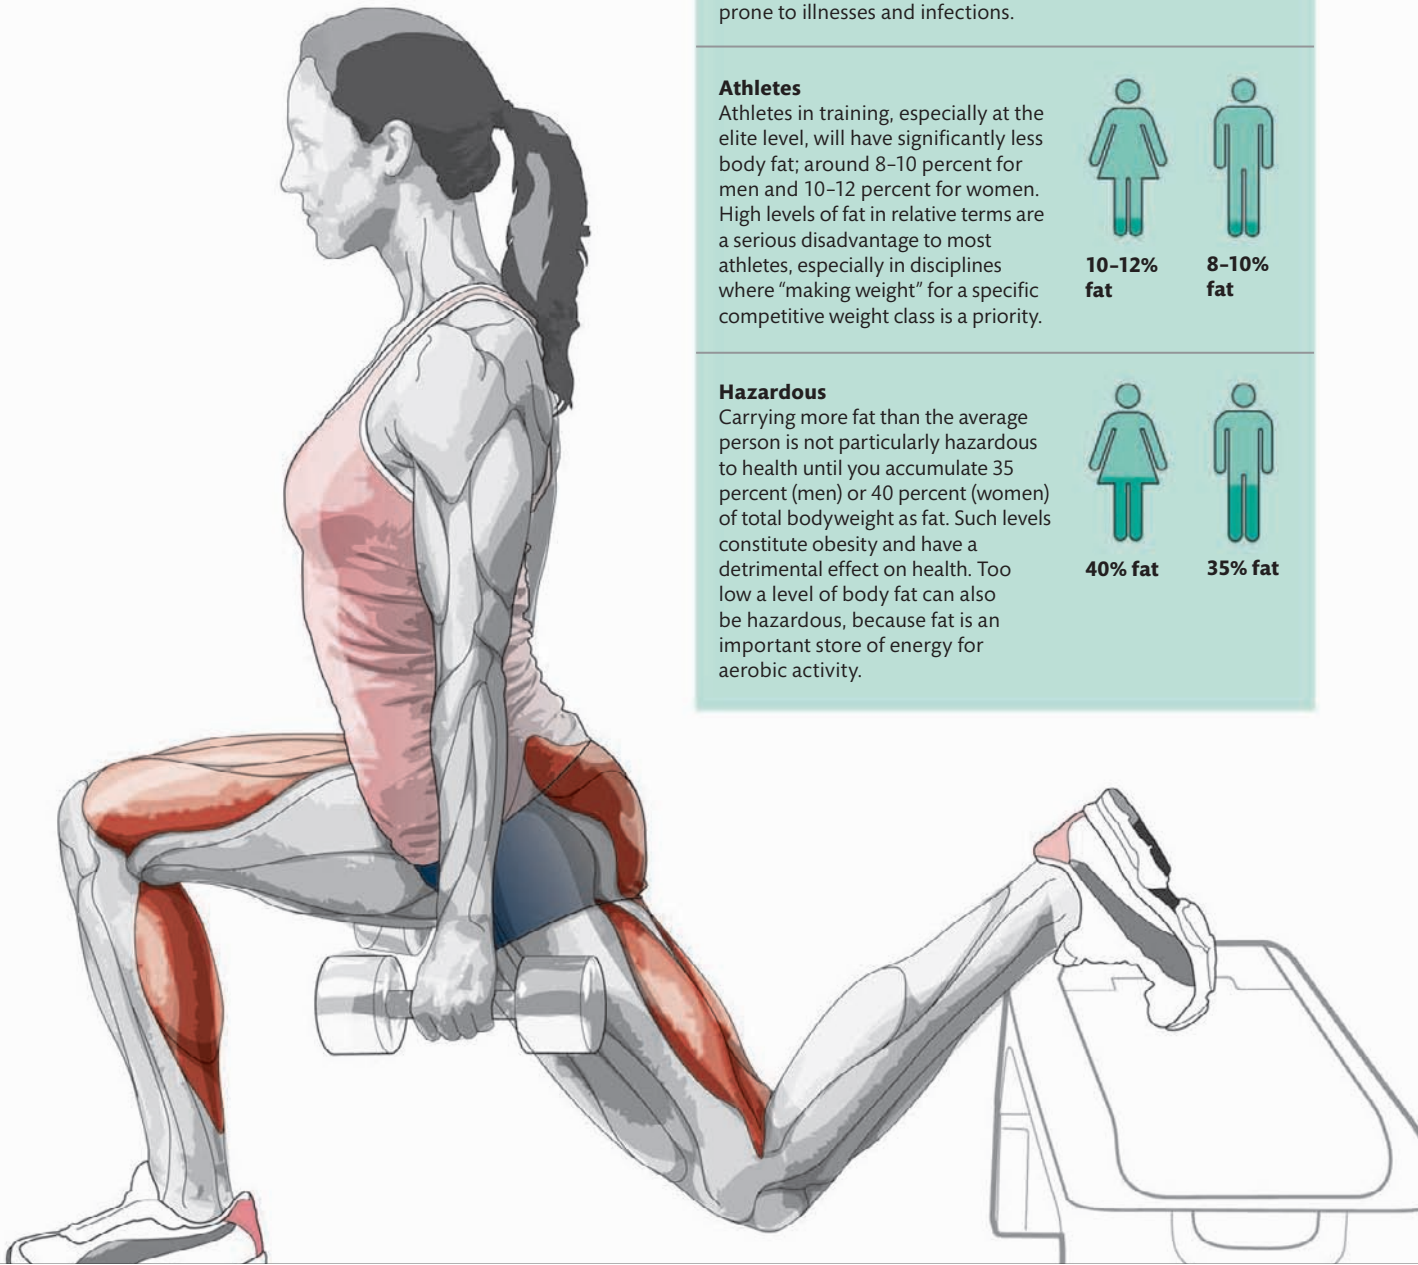 prone to illnesses and infections.
Athletes
Athletes in training, especially at the
elite level, will have significantly less
body fat; around 8–10 percent for
men and 10–12 percent for women.
High levels of fat in relative terms are
a serious disadvantage to most
athletes, especially in disciplines
where “making weight” for a specific
competitive weight class is a priority.
10–12%
fat
8–10%
fat
Hazardous
Carrying more fat than the average
person is not particularly hazardous
to health until you accumulate 35
percent (men) or 40 percent (women)
of total bodyweight as fat. Such levels
constitute obesity and have a
detrimental effect on health. Too
low a level of body fat can also
be hazardous, because fat is an
important store of energy for
aerobic activity.
40% fat
35% fat